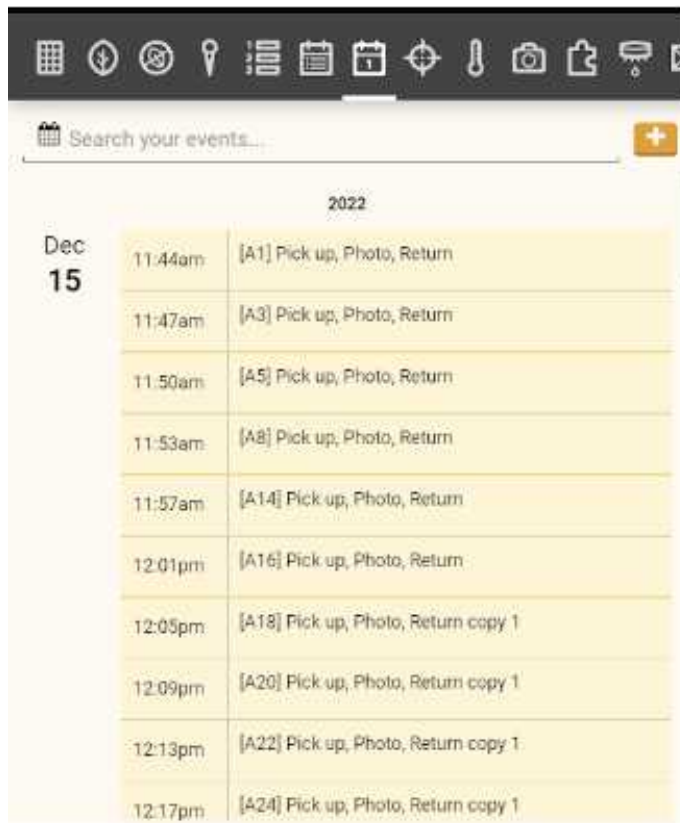 Search your events...
2022
Dec
15
11:44am [A1] Pick up, Photo, Return
11:47am [A3] Pick up, Photo, Return
11:50am [A5] Pick up, Photo, Return
11:53am [A8] Pick up, Photo, Return
11:57am [A14] Pick up, Photo, Return
12:01pm [A16] Pick up, Photo, Return
12:05pm [A18] Pick up, Photo, Return copy 1
12:09pm [A20] Pick up, Photo, Return copy 1
12:13pm [A22] Pick up, Photo, Return copy 1
12:17pm [A24] Pick up, Photo, Return copy 1